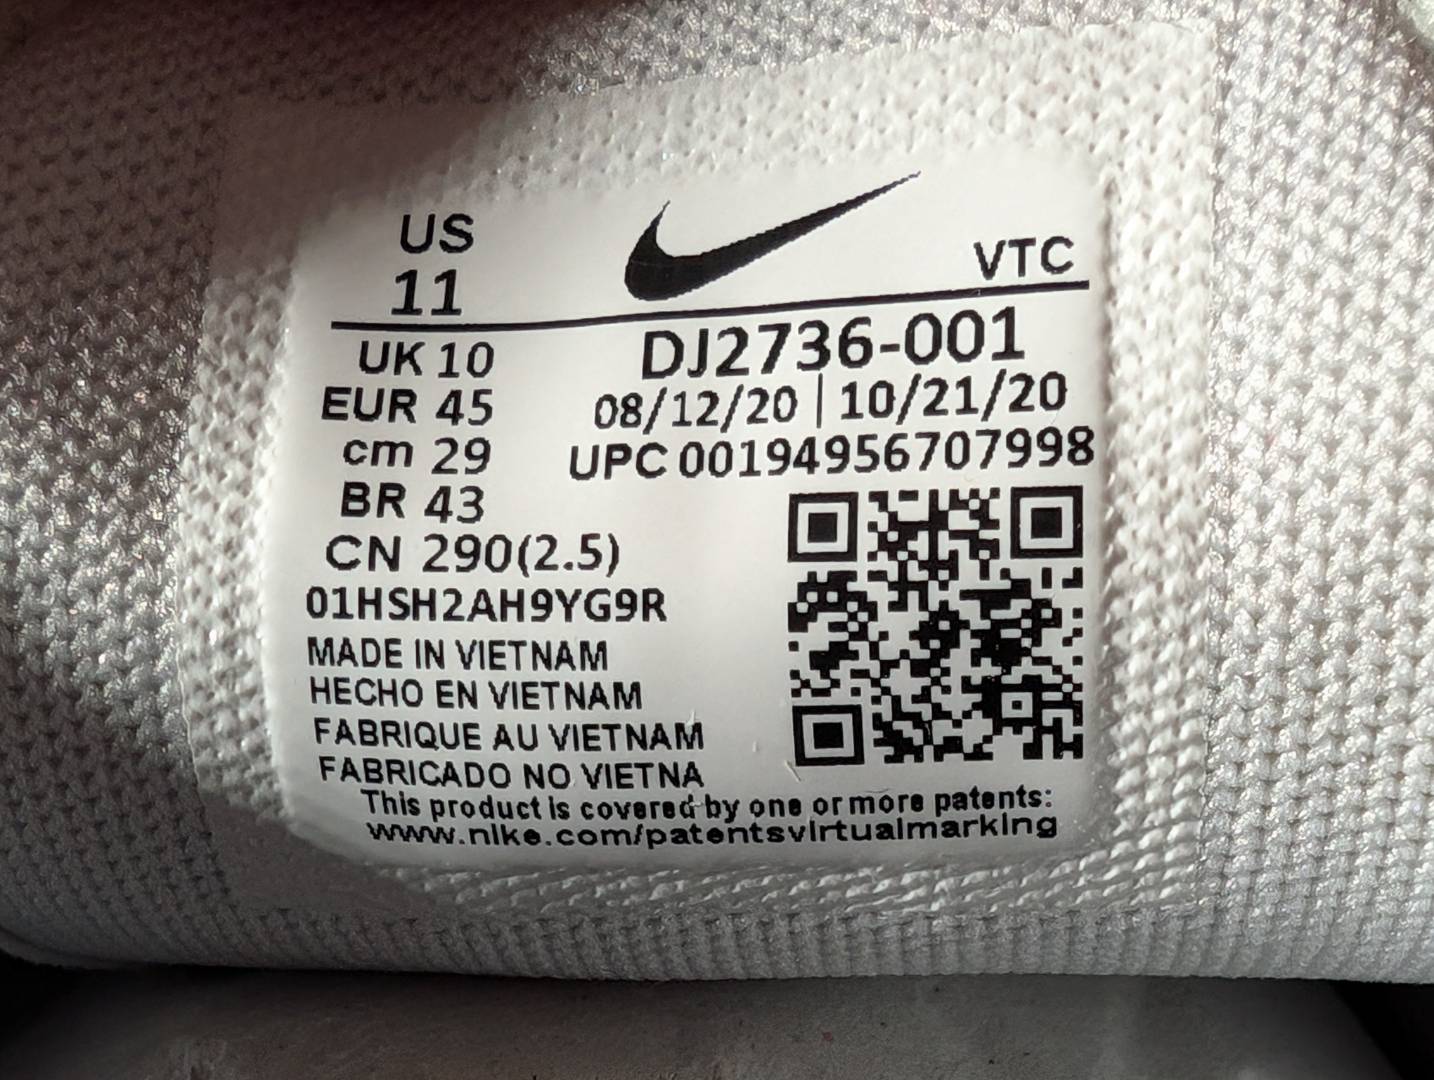 US
11
VTC
UK 10
EUR 45
cm 29
BR 43
CN 290(2.5)
DJ2736-001
08/12/20 | 10/21/20
UPC 00194956707998
01HSH2AH9YG9R
MADE IN VIETNAM
HECHO EN VIETNAM
FABRIQUE AU VIETNAM
FABRICADO NO VIETNA
This product is covered by one or more patents:
www.nike.com/patentsvirtualmarking